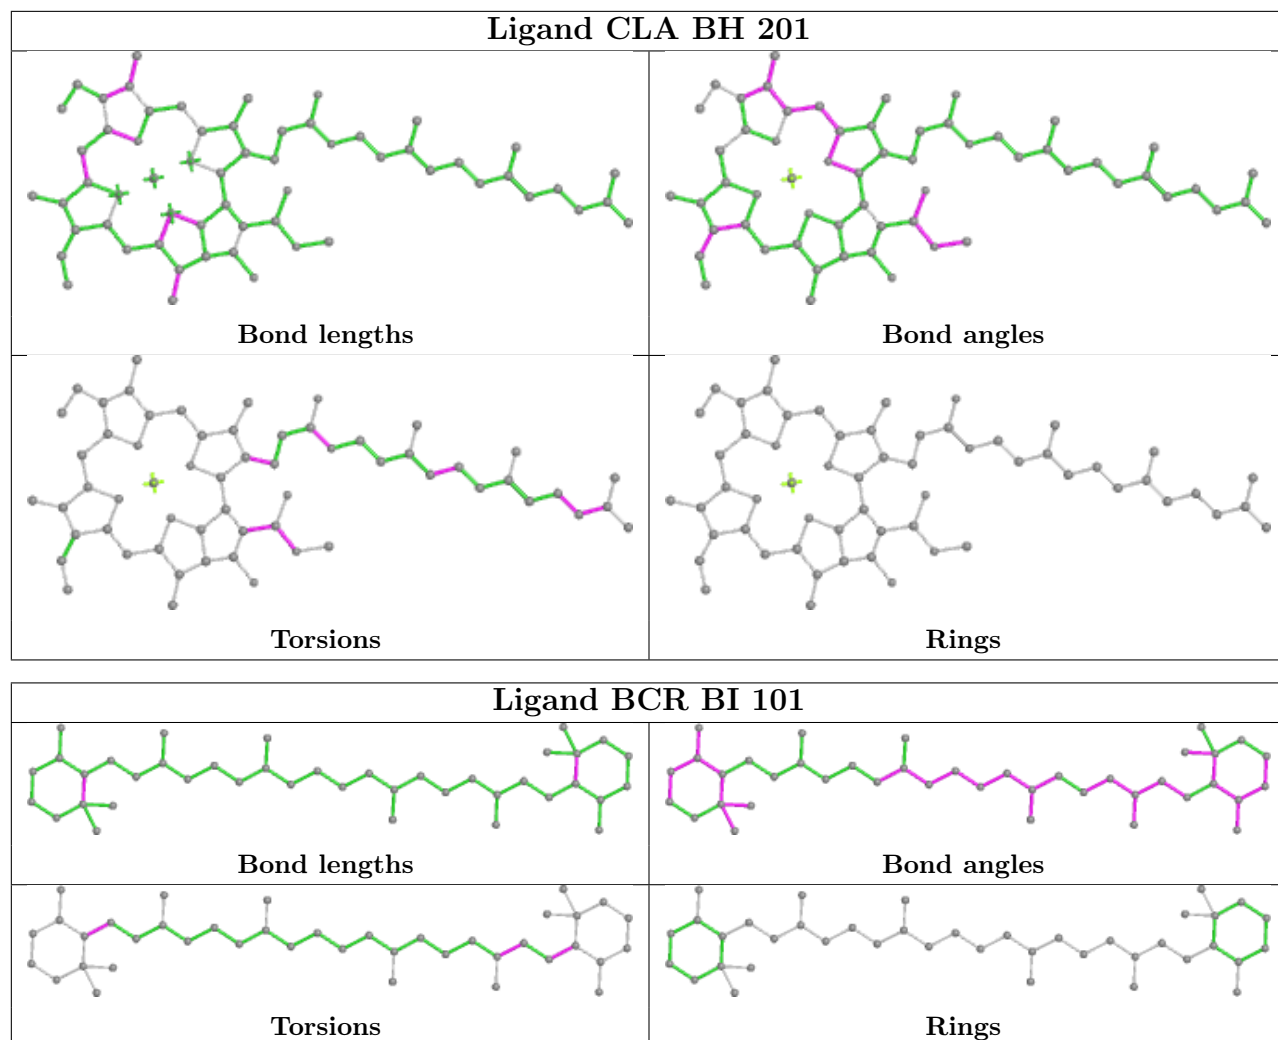 Ligand CLA BH 201
Bond lengths
Bond angles
Torsions
Rings
Ligand BCR BI 101
Bond lengths
Bond angles
Torsions
Rings